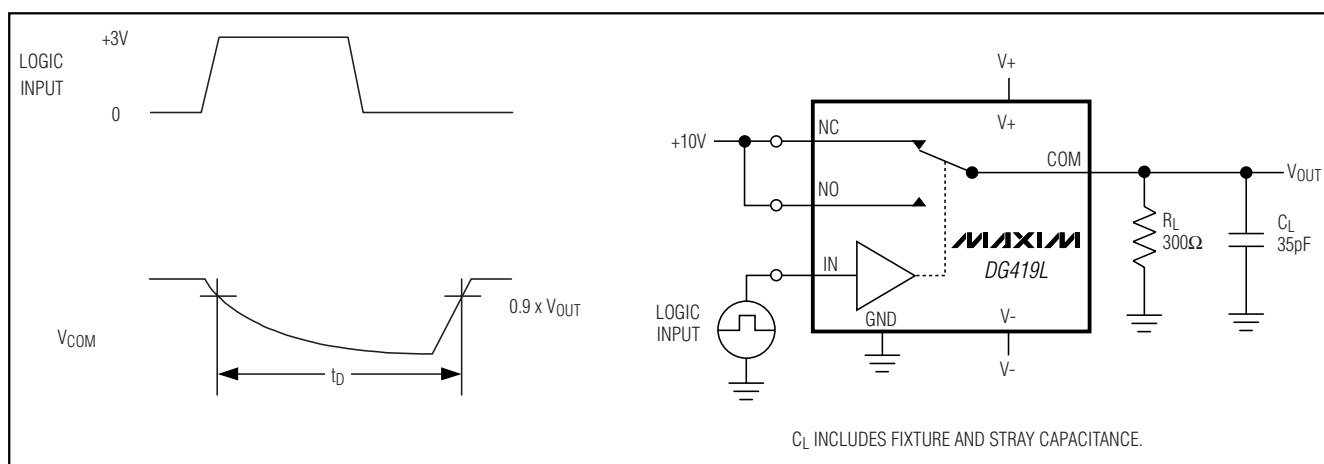 +3V
LOGIC
INPUT
0
V_COM
0.9 x V_OUT
t_D
V+
V+
+10V
NC
NO
IN
COM
V_OUT
MAXIM
DG419L
R_L
300Ω
C_L
35pF
LOGIC
INPUT
GND
V-
V-
C_L INCLUDES FIXTURE AND STRAY CAPACITANCE.